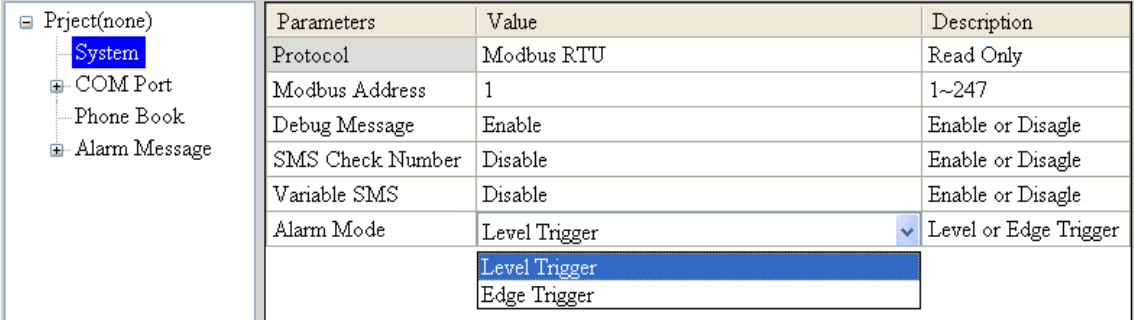 Prject(none)
System
COM Port
Phone Book
Alarm Message
Parameters Value Description
Protocol Modbus RTU Read Only
Modbus Address 1 1~247
Debug Message Enable Enable or Disagle
SMS Check Number Disable Enable or Disagle
Variable SMS Disable Enable or Disagle
Alarm Mode Level Trigger Level or Edge Trigger
Level Trigger
Edge Trigger